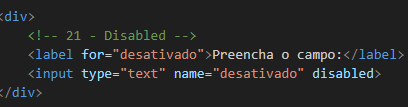 <div>
<!-- 21 - Disabled -->
<label for="desativado">Preencha o campo:</label>
<input type="text" name="desativado" disabled>
</div>